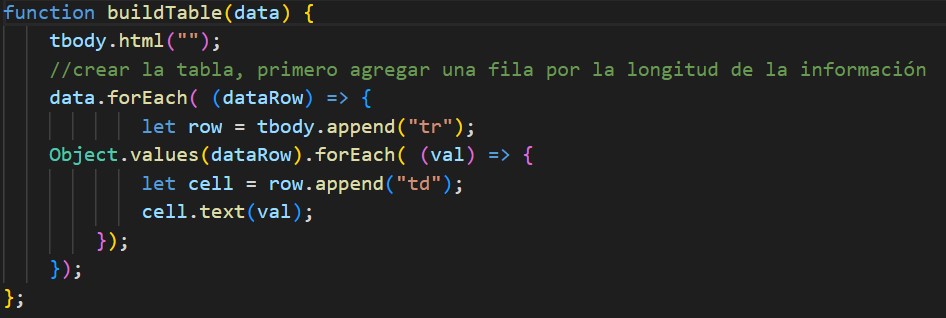 function buildTable(data) {
    tbody.html("");
    //crear la tabla, primero agregar una fila por la longitud de la información
    data.forEach( (dataRow) => {
            let row = tbody.append("tr");
    Object.values(dataRow).forEach( (val) => {
            let cell = row.append("td");
            cell.text(val);
        });
    });
};